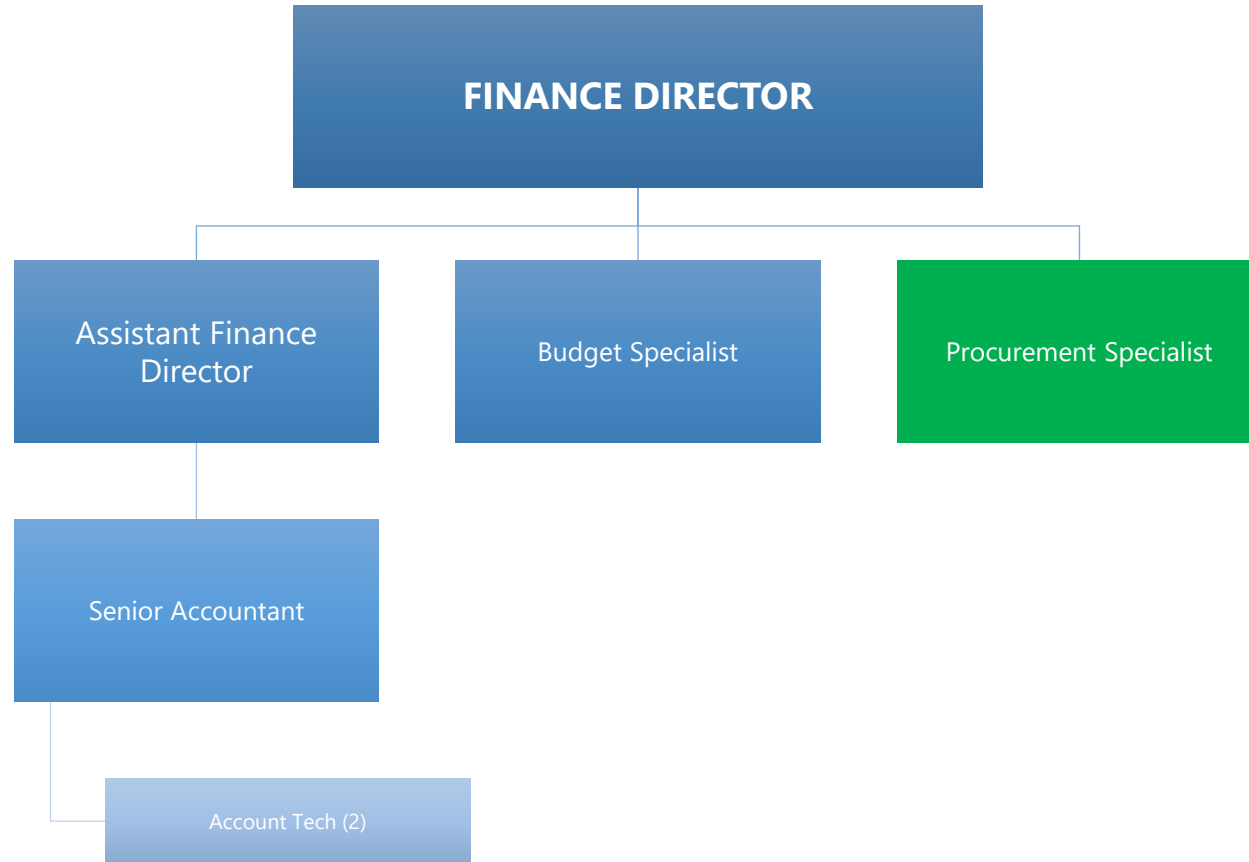 FINANCE DIRECTOR
Assistant Finance
Director
Budget Specialist
Procurement Specialist
Senior Accountant
Account Tech (2)